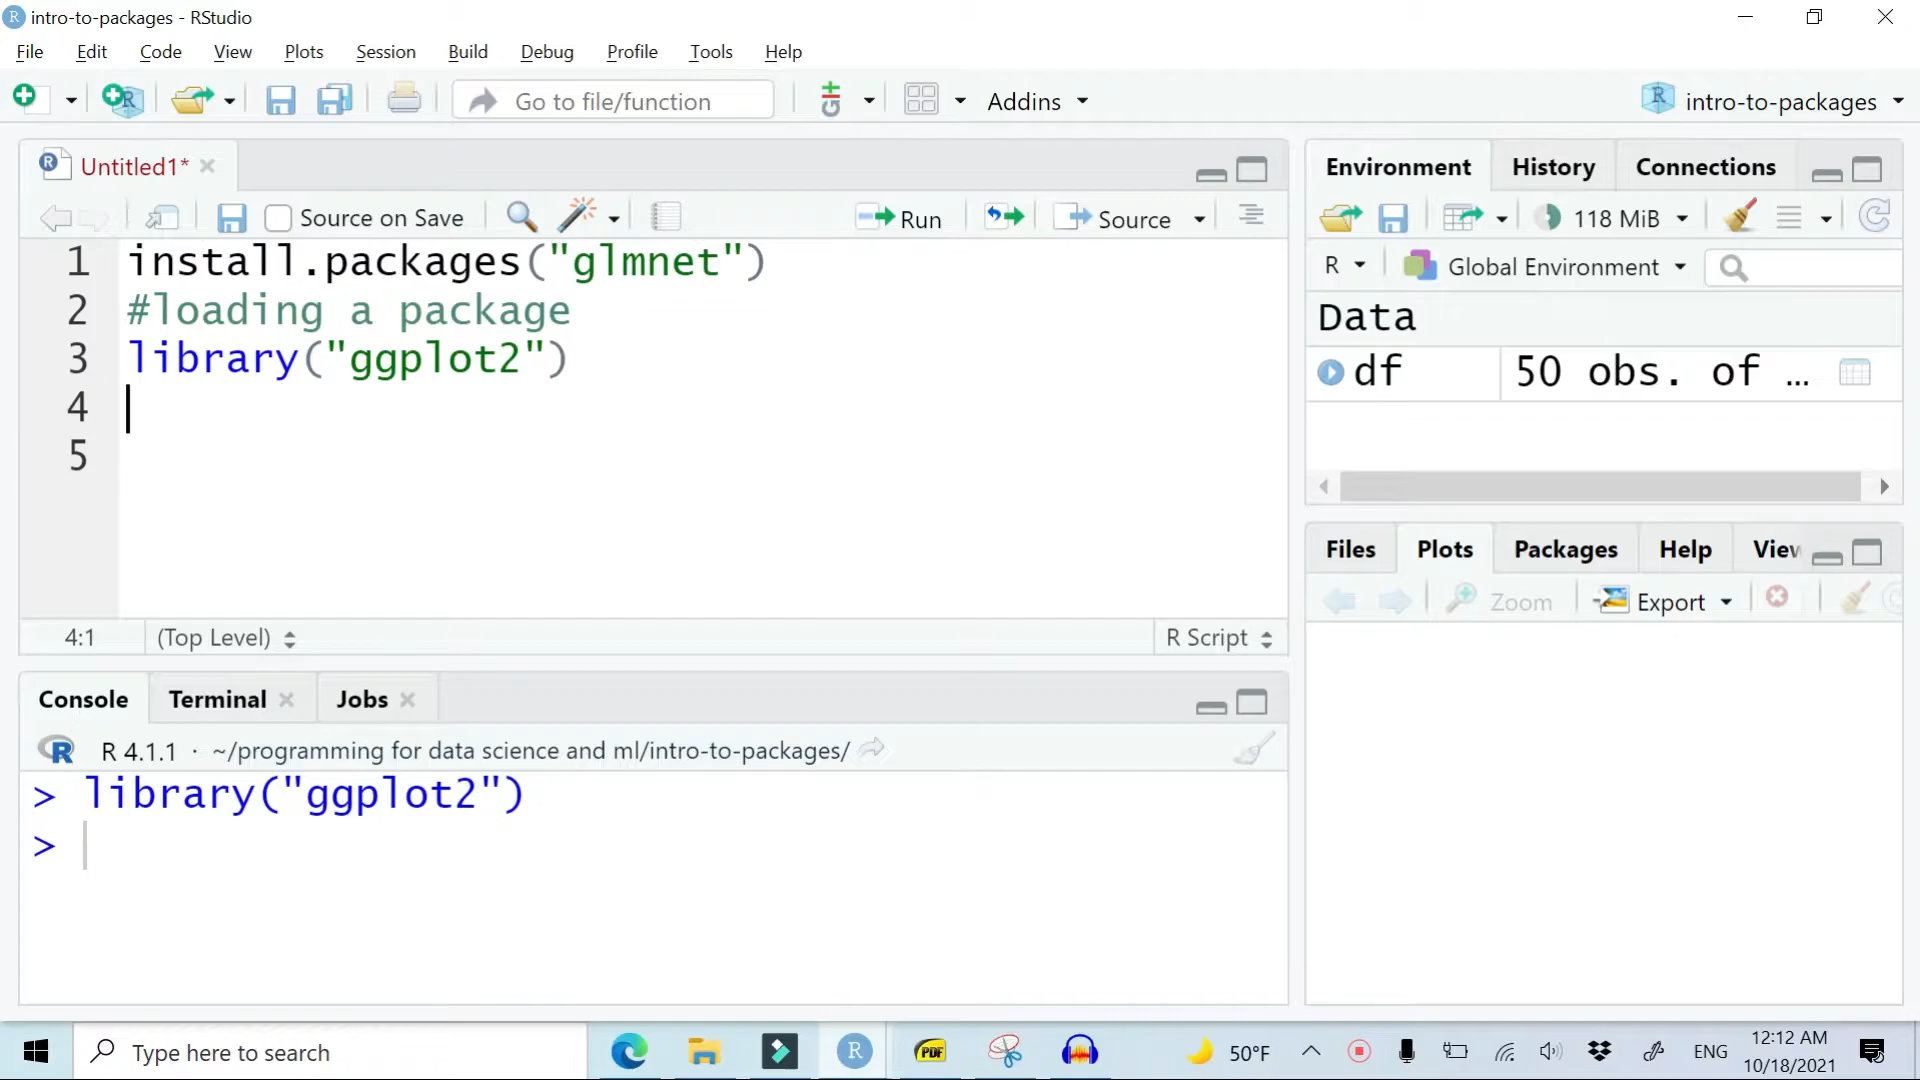 intro-to-packages - RStudio
File Edit Code View Plots Session Build Debug Profile Tools Help
Go to file/function Addins intro-to-packages
Untitled1*
Source on Save Run Source
1 install.packages("glmnet")
2 #loading a package
3 library("ggplot2")
4
5
4:1 (Top Level) R Script
Console Terminal Jobs
R 4.1.1 · ~/programming for data science and ml/intro-to-packages/
> library("ggplot2")
>
Environment History Connections
118 MiB
R Global Environment
Data
df 50 obs. of ...
Files Plots Packages Help View
Zoom Export
Type here to search
PDF
R
50°F
ENG
12:12 AM
10/18/2021